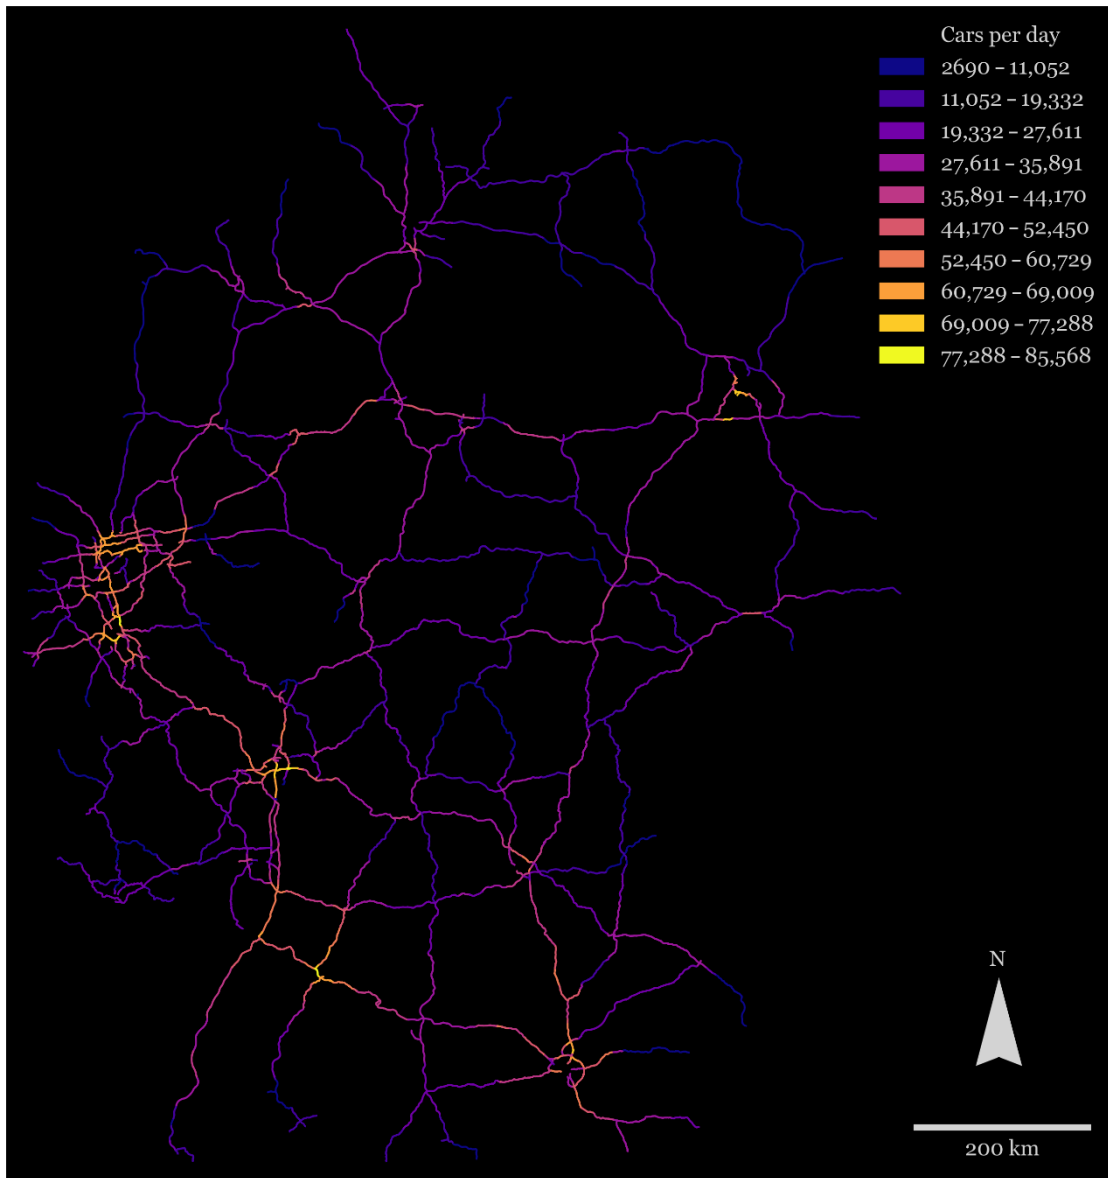 Cars per day
2690 – 11,052
11,052 – 19,332
19,332 – 27,611
27,611 – 35,891
35,891 – 44,170
44,170 – 52,450
52,450 – 60,729
60,729 – 69,009
69,009 – 77,288
77,288 – 85,568
N
200 km